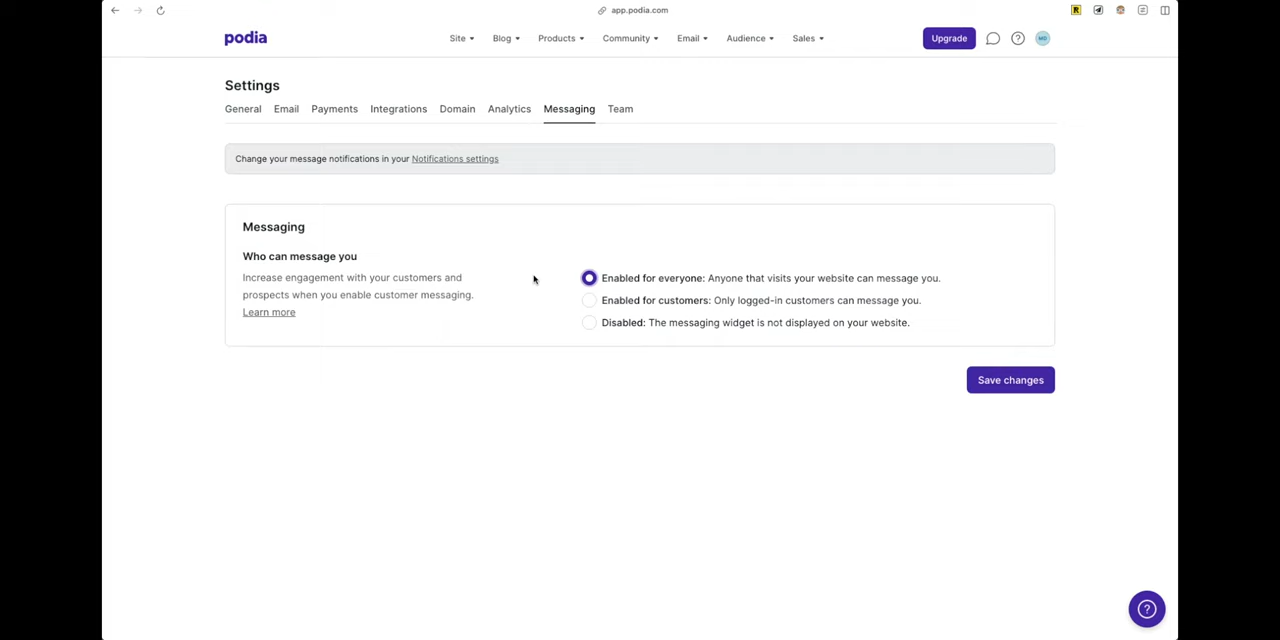 app.podia.com
R
podia
Site Blog Products Community Email Audience Sales
Upgrade
?
MD
Settings
General Email Payments Integrations Domain Analytics Messaging Team
Change your message notifications in your Notifications settings
Messaging
Who can message you
Increase engagement with your customers and
prospects when you enable customer messaging.
Learn more
Enabled for everyone: Anyone that visits your website can message you.
Enabled for customers: Only logged-in customers can message you.
Disabled: The messaging widget is not displayed on your website.
Save changes
?